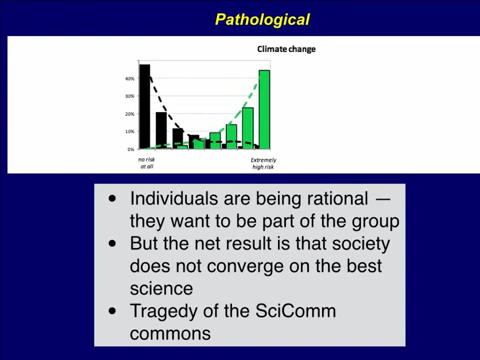 Pathological
Climate change
40%
30%
20%
10%
0%
no risk
at all
Extremely
high risk
• Individuals are being rational —
they want to be part of the group
• But the net result is that society
does not converge on the best
science
• Tragedy of the SciComm
commons